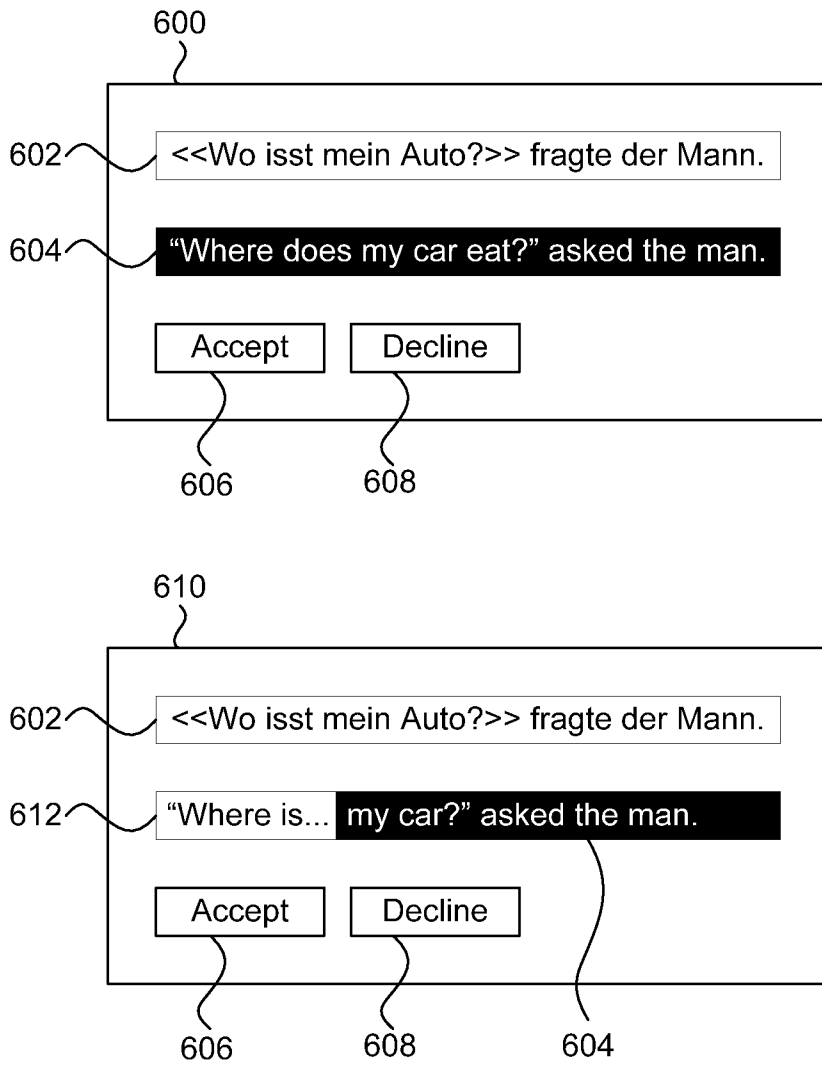 600
602 <<Wo isst mein Auto?>> fragte der Mann.
604 “Where does my car eat?” asked the man.
Accept Decline
606 608
610
602 <<Wo isst mein Auto?>> fragte der Mann.
612 “Where is... my car?” asked the man.
Accept Decline
606 608 604